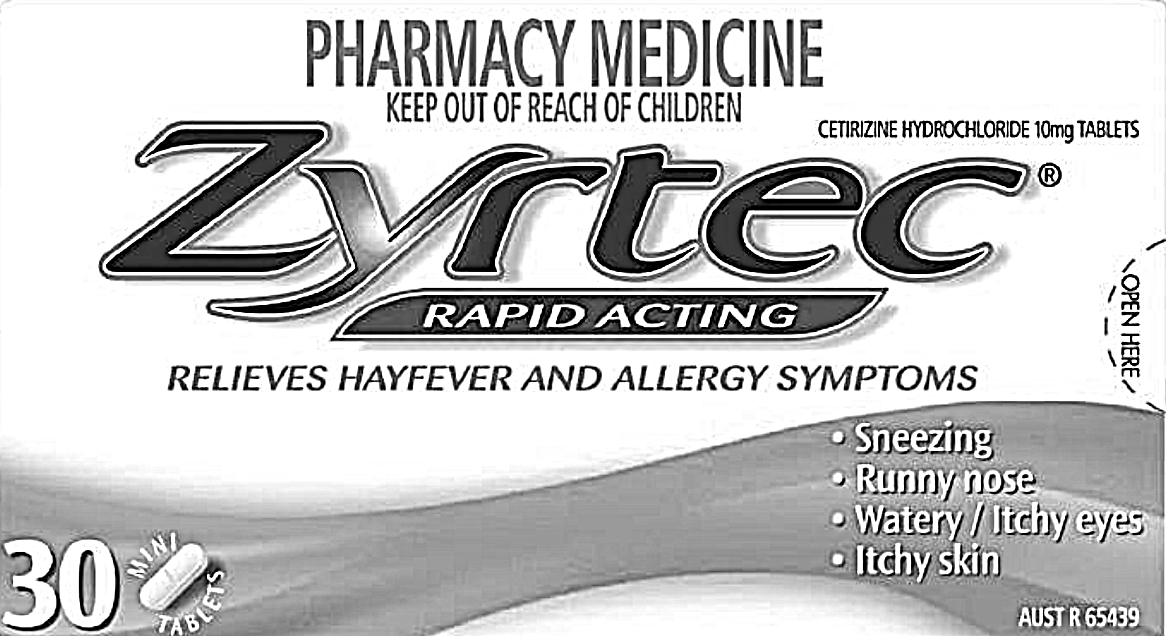 PHARMACY MEDICINE
KEEP OUT OF REACH OF CHILDREN
CETIRIZINE HYDROCHLORIDE 10mg TABLETS
Zyrtec®
RAPID ACTING
OPEN HERE
RELIEVES HAYFEVER AND ALLERGY SYMPTOMS
• Sneezing
• Runny nose
• Watery / Itchy eyes
• Itchy skin
30 MINI TABLETS
AUST R 65439